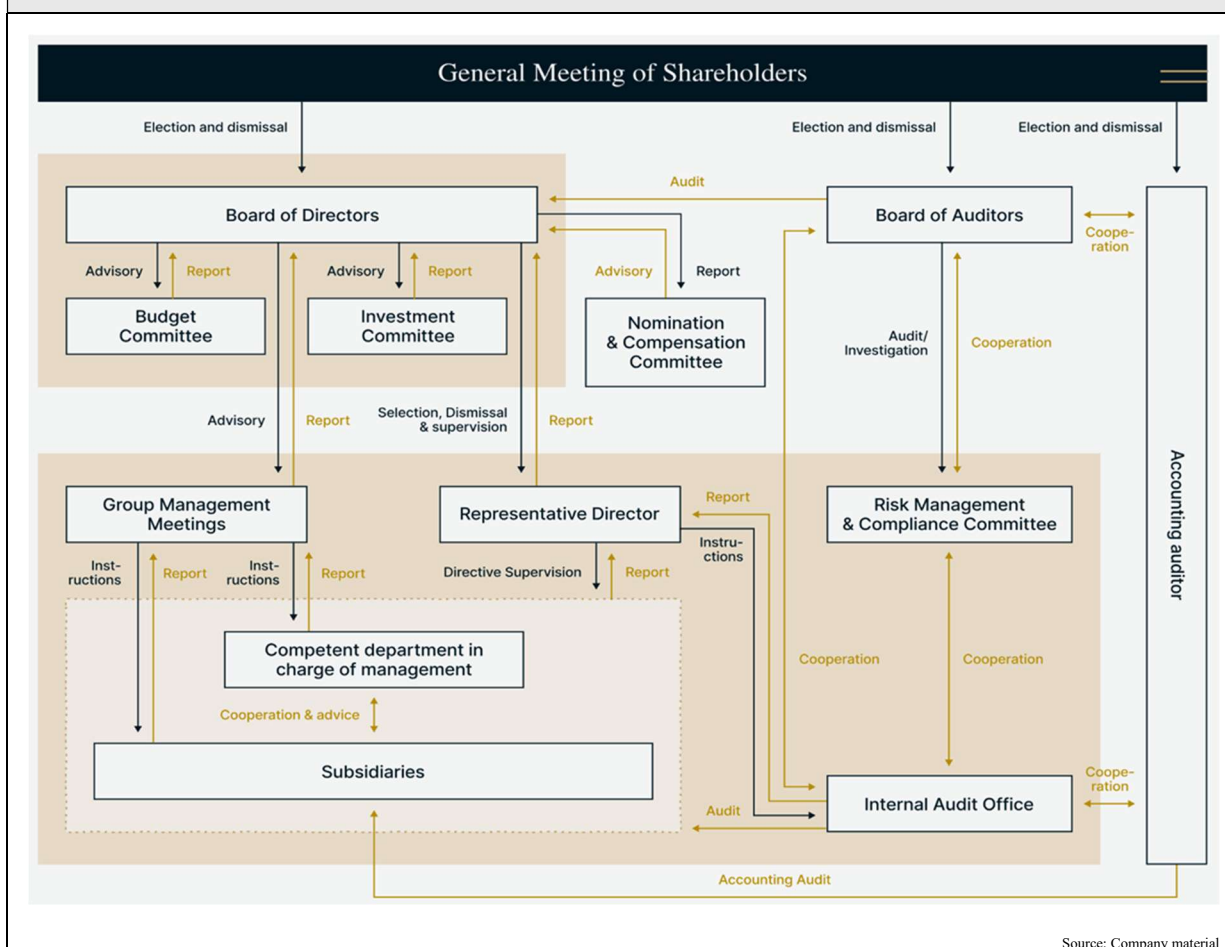 General Meeting of Shareholders
Election and dismissal
Election and dismissal
Election and dismissal
Audit
Board of Directors
Board of Auditors
Coope-
ration
Advisory
Report
Advisory
Report
Advisory
Report
Budget
Committee
Investment
Committee
Nomination
& Compensation
Committee
Audit/
Investigation
Cooperation
Advisory
Report
Selection, Dismissal
& supervision
Report
Accounting auditor
Group Management
Meetings
Representative Director
Report
Risk Management
& Compliance Committee
Inst-
ructions
Report
Inst-
ructions
Report
Directive Supervision
Report
Instru-
ctions
Competent department in
charge of management
Cooperation
Cooperation
Cooperation & advice
Subsidiaries
Coope-
ration
Internal Audit Office
Audit
Accounting Audit
Source: Company material